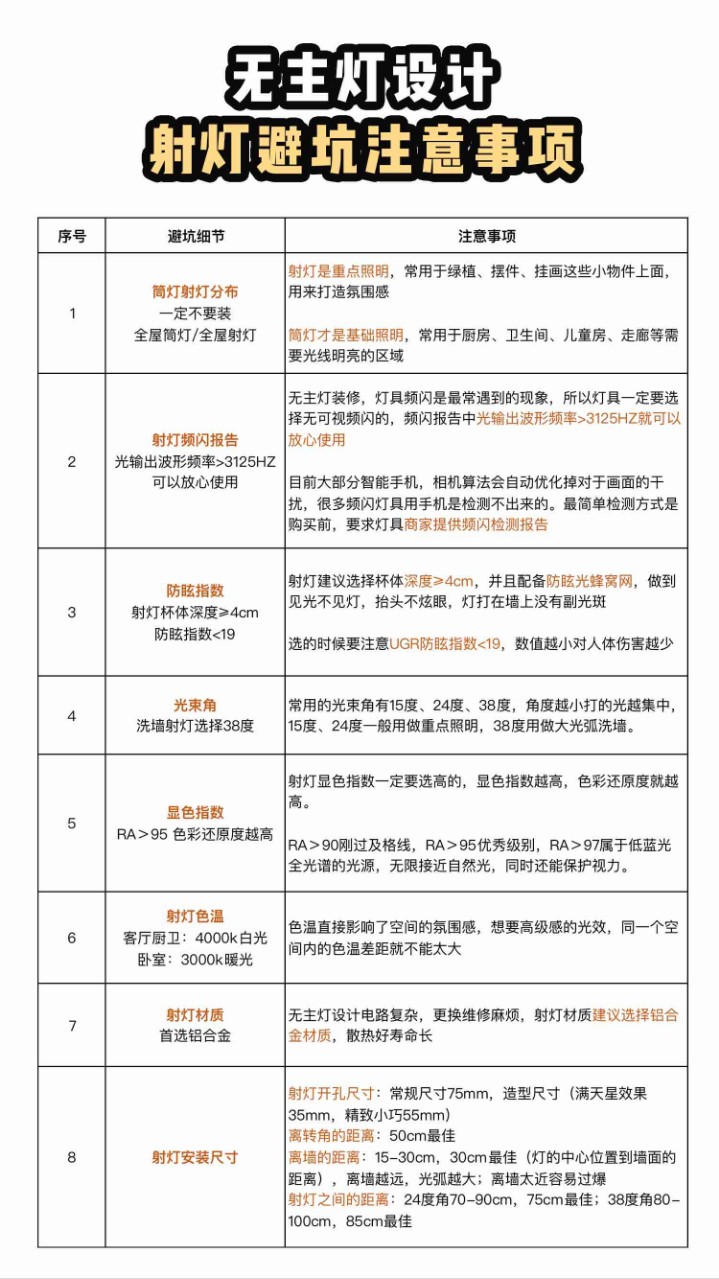 无主灯设计
射灯避坑注意事项
序号
避坑细节
注意事项
1
筒灯射灯分布
一定不要装
全屋筒灯/全屋射灯
射灯是重点照明，常用于绿植、摆件、挂画这些小物件上面，
用来打造氛围感
筒灯才是基础照明，常用于厨房、卫生间、儿童房、走廊等需
要光线明亮的区域
2
射灯频闪报告
光输出波形频率>3125HZ
可以放心使用
无主灯装修，灯具频闪是最常遇到的现象，所以灯具一定要选
择无可视频闪的，频闪报告中光输出波形频率>3125HZ就可以
放心使用
目前大部分智能手机，相机算法会自动优化掉对于画面的干
扰，很多频闪灯具用手机是检测不出来的。最简单检测方式是
购买前，要求灯具商家提供频闪检测报告
3
防眩指数
射灯杯体深度≥4cm
防眩指数<19
射灯建议选择杯体深度≥4cm，并且配备防眩光蜂窝网，做到
见光不见灯，抬头不炫眼，灯打在墙上没有副光斑
选的时候要注意UGR防眩指数<19，数值越小对人体伤害越少
4
光束角
洗墙射灯选择38度
常用的光束角有15度、24度、38度，角度越小打的光越集中，
15度、24度一般用做重点照明，38度用做大光弧洗墙。
5
显色指数
RA＞95 色彩还原度越高
射灯显色指数一定要选高的，显色指数越高，色彩还原度就越
高。
RA＞90刚过及格线，RA＞95优秀级别，RA＞97属于低蓝光
全光谱的光源，无限接近自然光，同时还能保护视力。
6
射灯色温
客厅厨卫：4000k白光
卧室：3000k暖光
色温直接影响了空间的氛围感，想要高级感的光效，同一个空
间内的色温差距就不能太大
7
射灯材质
首选铝合金
无主灯设计电路复杂，更换维修麻烦，射灯材质建议选择铝合
金材质，散热好寿命长
8
射灯安装尺寸
射灯开孔尺寸：常规尺寸75mm，造型尺寸（满天星效果
35mm，精致小巧55mm）
离转角的距离：50cm最佳
离墙的距离：15-30cm，30cm最佳（灯的中心位置到墙面的
距离），离墙越远，光弧越大；离墙太近容易过爆
射灯之间的距离：24度角70-90cm，75cm最佳；38度角80-
100cm，85cm最佳